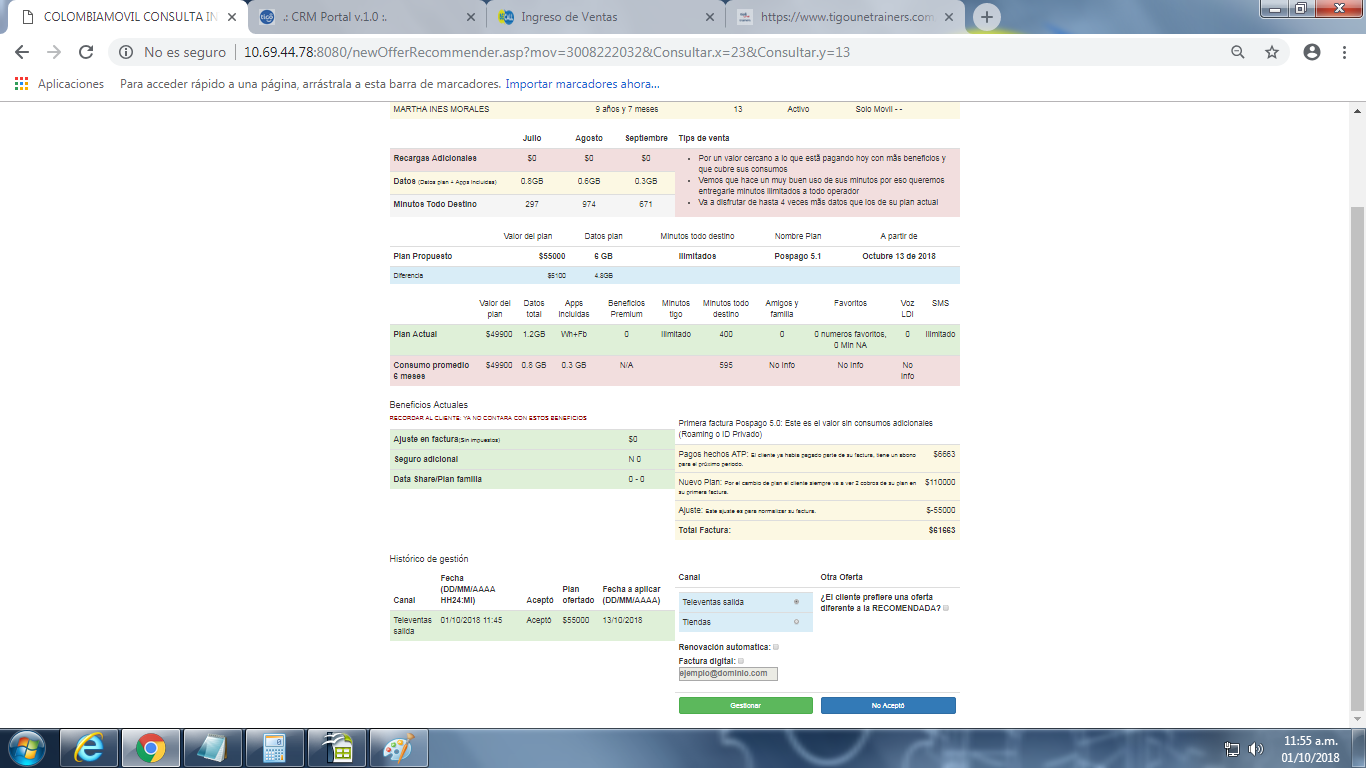 COLOMBIAMOVIL CONSULTA IN
.: CRM Portal v.1.0 :.
Ingreso de Ventas
https://www.tigounetrainers.com
No es seguro | 10.69.44.78:8080/newOfferRecommender.asp?mov=3008222032&Consultar.x=23&Consultar.y=13
Aplicaciones Para acceder rápido a una página, arrástrala a esta barra de marcadores. Importar marcadores ahora...
MARTHA INES MORALES 9 años y 7 meses 13 Activo Solo Movil - -
Julio Agosto Septiembre
Recargas Adicionales $0 $0 $0
Datos (Datos plan + Apps incluidas) 0.8GB 0.6GB 0.3GB
Minutos Todo Destino 297 974 671
Tips de venta
Por un valor cercano a lo que está pagando hoy con más beneficios y
que cubre sus consumos
Vemos que hace un muy buen uso de sus minutos por eso queremos
entregarle minutos ilimitados a todo operador
Va a disfrutar de hasta 4 veces más datos que los de su plan actual
Valor del plan Datos plan Minutos todo destino Nombre Plan A partir de
Plan Propuesto $55000 6 GB Ilimitados Pospago 5.1 Octubre 13 de 2018
Diferencia $5100 4.8GB
Valor del plan Datos total Apps incluidas Beneficios Premium Minutos tigo Minutos todo destino Amigos y familia Favoritos Voz LDI SMS
Plan Actual $49900 1.2GB Wh+Fb 0 Ilimitado 400 0 0 numeros favoritos, 0 Min NA 0 Ilimitado
Consumo promedio 6 meses $49900 0.8 GB 0.3 GB N/A 595 No info No info No info
Beneficios Actuales
RECORDAR AL CLIENTE: YA NO CONTARA CON ESTOS BENEFICIOS
Ajuste en factura(Sin impuestos) $0
Seguro adicional N 0
Data Share/Plan familia 0 - 0
Primera factura Pospago 5.0: Este es el valor sin consumos adicionales
(Roaming o ID Privado)
Pagos hechos ATP: El cliente ya había pagado parte de su factura, tiene un abono $6663
para el próximo periodo.
Nuevo Plan: Por el cambio de plan el cliente siempre va a ver 2 cobros de su plan en $110000
su primera factura.
Ajuste: Este ajuste es para normalizar su factura. $-55000
Total Factura: $61663
Histórico de gestión
Canal Fecha (DD/MM/AAAA HH24:MI) Aceptó Plan ofertado Fecha a aplicar (DD/MM/AAAA)
Televentas salida 01/10/2018 11:45 Aceptó $55000 13/10/2018
Canal
Televentas salida
Tiendas
Otra Oferta
¿El cliente prefiere una oferta
diferente a la RECOMENDADA?
Renovación automatica:
Factura digital:
ejemplo@dominio.com
Gestionar
No Aceptó
11:55 a.m.
01/10/2018